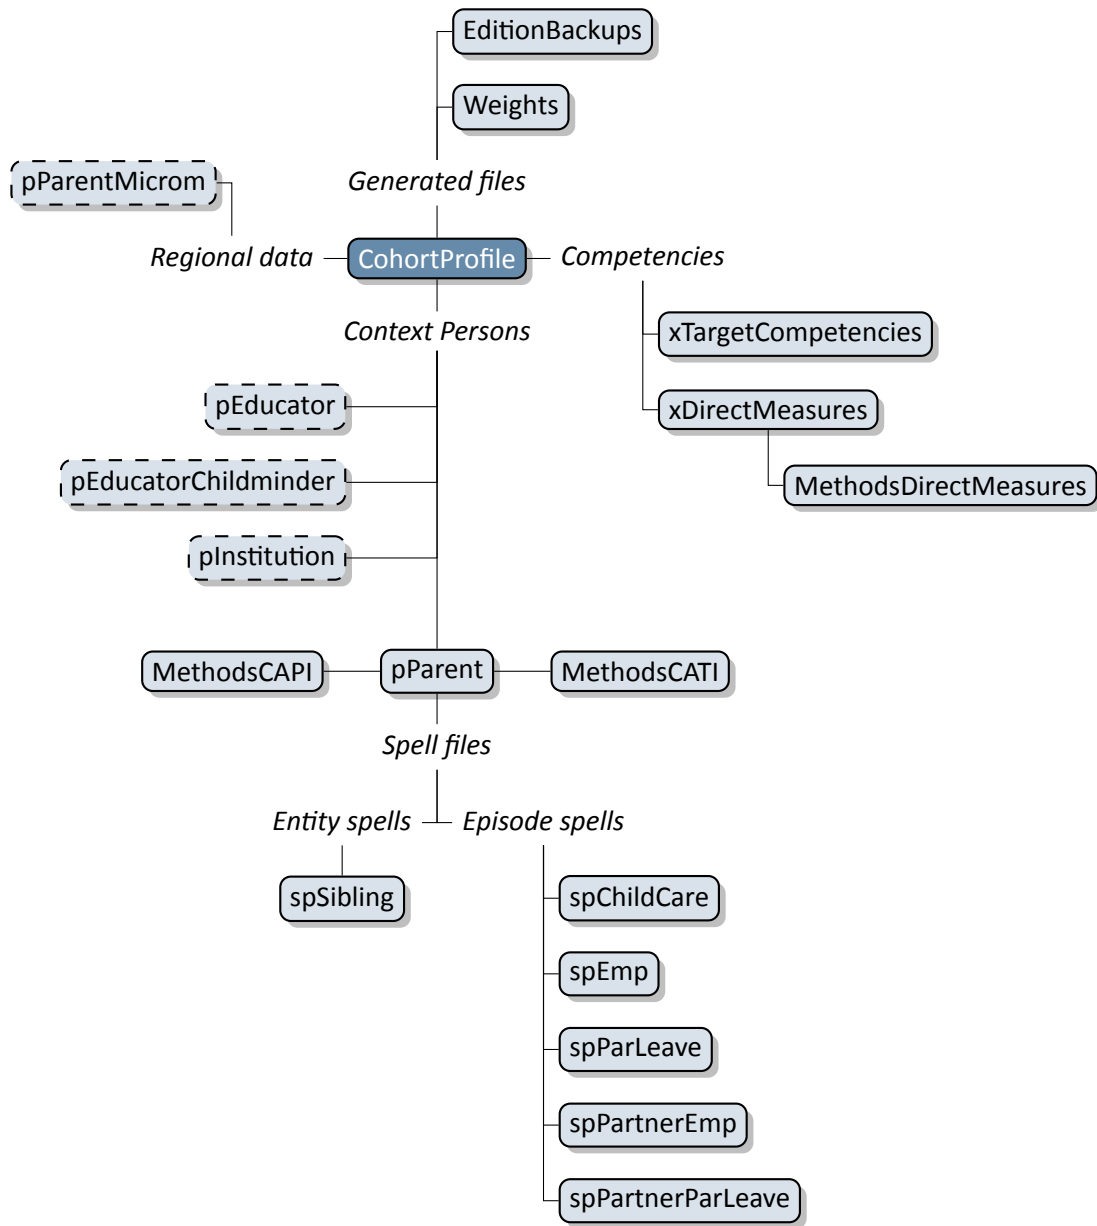 EditionBackups
Weights
pParentMicrom
Generated files
Regional data
CohortProfile
Competencies
Context Persons
xTargetCompetencies
pEducator
xDirectMeasures
pEducatorChildminder
MethodsDirectMeasures
pInstitution
MethodsCAPI
pParent
MethodsCATI
Spell files
Entity spells
Episode spells
spSibling
spChildCare
spEmp
spParLeave
spPartnerEmp
spPartnerParLeave